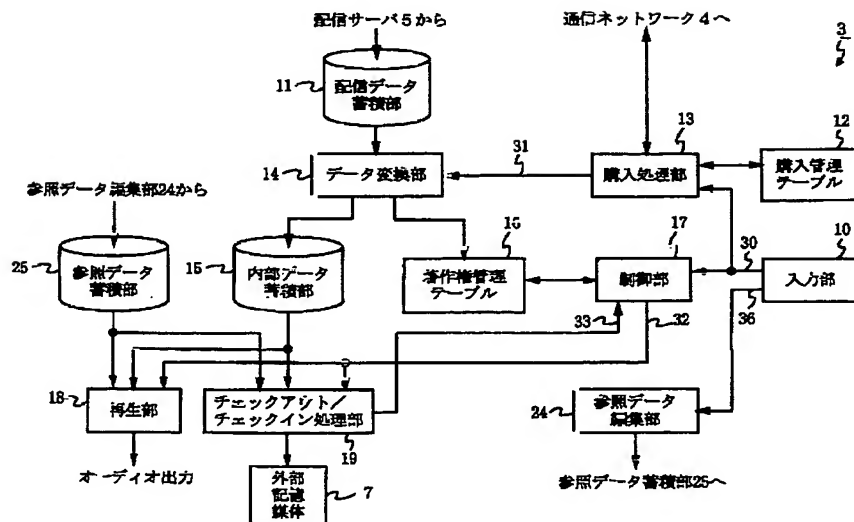 配信サーバ5から
通信ネットワーク4へ
3
11
配信データ
蓄積部
13
12
31
14
データ変換部
購入処理部
購入管理
テーブル
参照データ編集部24から
16
17
10
25
参照データ
蓄積部
15
内部データ
蓄積部
著作権管理
テーブル
制御部
30
入力部
33
32
36
18
再生部
チェックアウト/
チェックイン処理部
24
参照データ
編集部
19
オーディオ出力
外部
記憶
媒体
7
参照データ蓄積部25へ